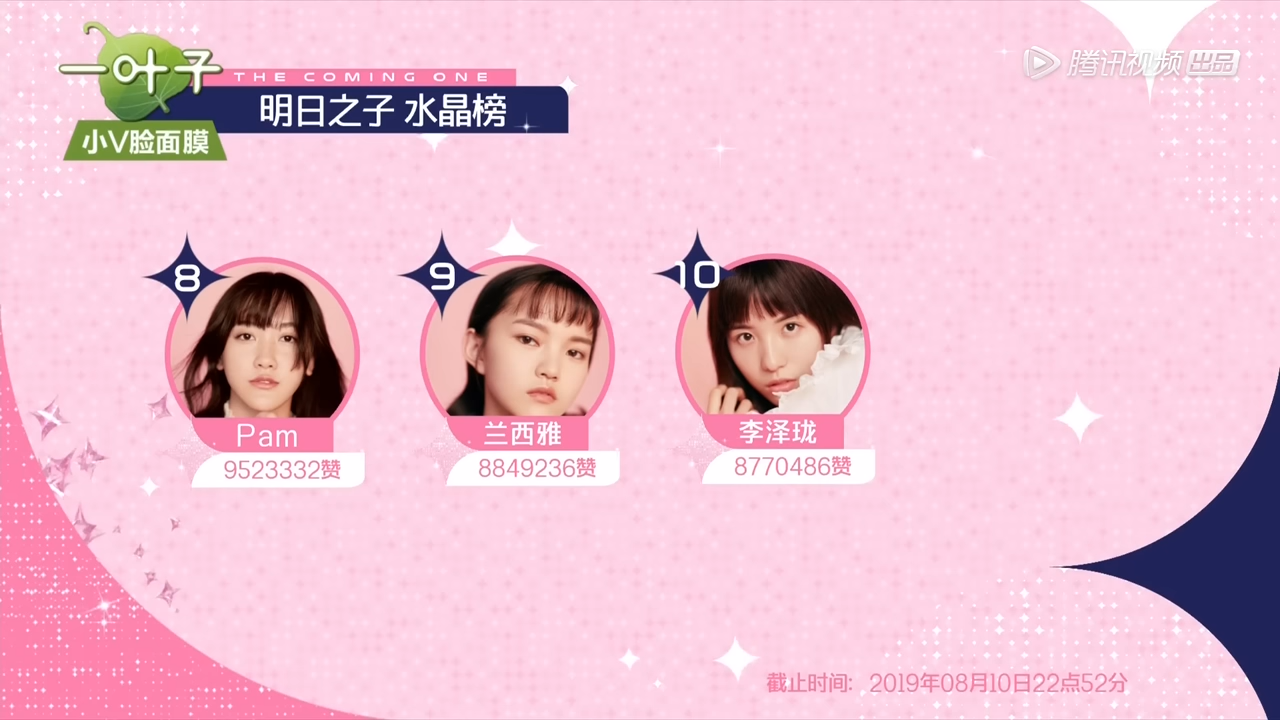 一叶子
小V脸面膜
THE COMING ONE
明日之子 水晶榜
腾讯视频 出品
8
Pam
9523332赞
9
兰西雅
8849236赞
10
李泽珑
8770486赞
截止时间: 2019年08月10日22点52分